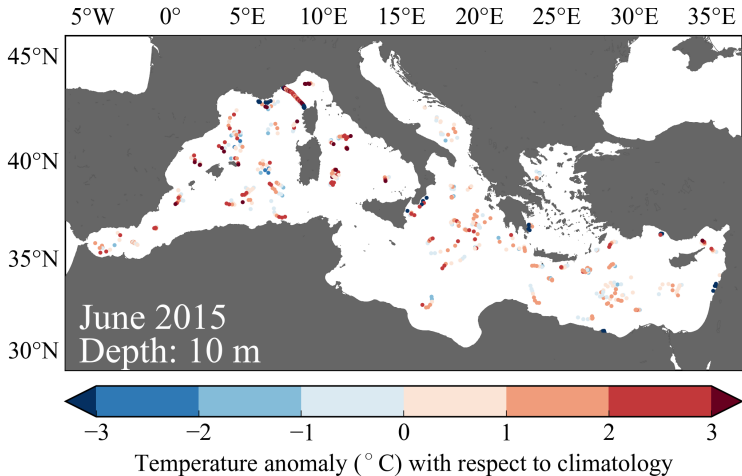 5°W 0° 5°E 10°E 15°E 20°E 25°E 30°E 35°E
45°N
40°N
35°N
30°N
June 2015
Depth: 10 m
−3 −2 −1 0 1 2 3
Temperature anomaly (° C) with respect to climatology